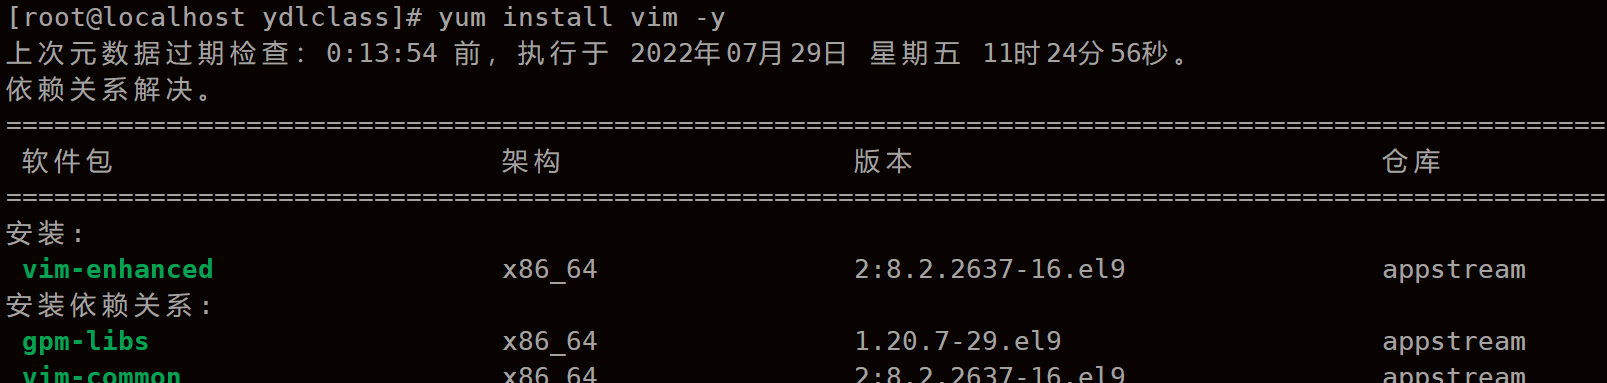 [root@localhost ydlclass]# yum install vim -y
上次元数据过期检查：0:13:54 前，执行于 2022年07月29日 星期五 11时24分56秒。
依赖关系解决。
====================================================================================================
软件包 架构 版本 仓库
====================================================================================================
安装:
vim-enhanced x86_64 2:8.2.2637-16.el9 appstream
安装依赖关系:
gpm-libs x86_64 1.20.7-29.el9 appstream
vim-common x86_64 2:8.2.2637-16.el9 appstream